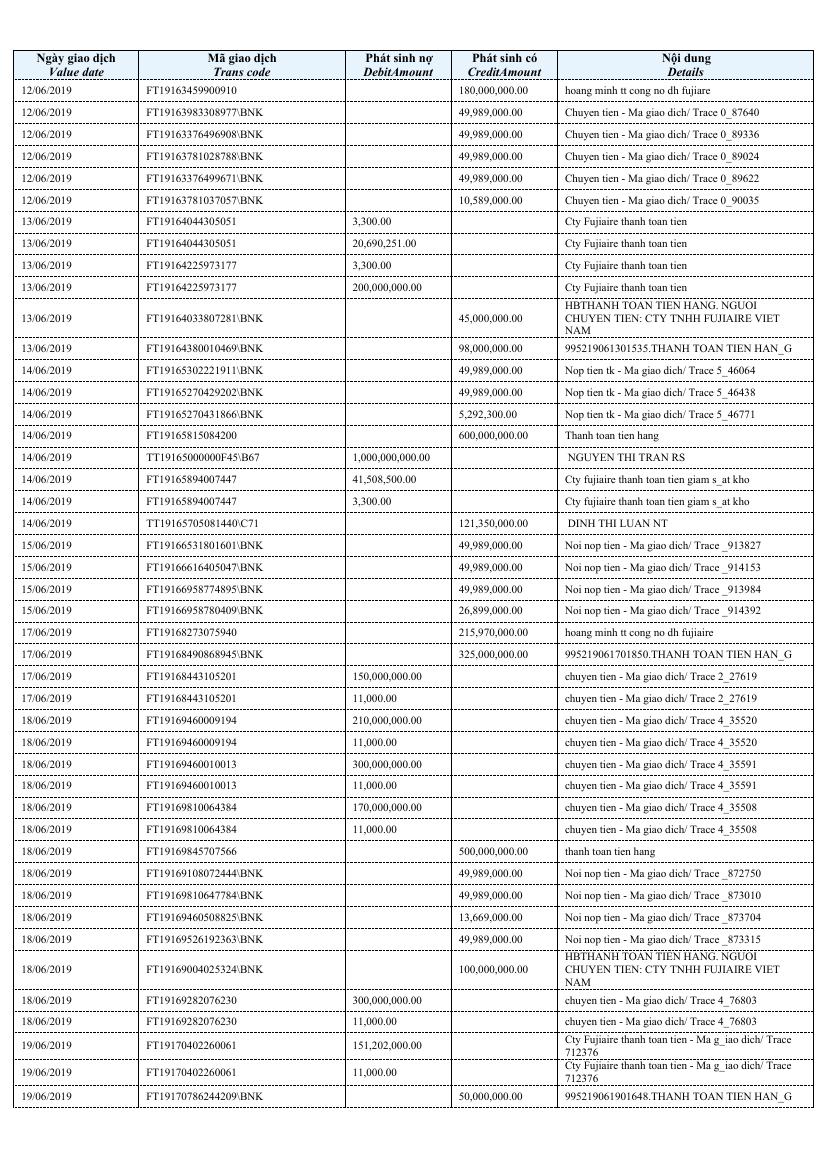 Ngày giao dịch Mã giao dịch Phát sinh nợ Phát sinh có Nội dung
Value date Trans code DebitAmount CreditAmount Details
12/06/2019 FT19163459900910 180,000,000.00 hoang minh tt cong no dh fujiare
12/06/2019 FT19163983308977\BNK 49,989,000.00 Chuyen tien - Ma giao dich/ Trace 0_87640
12/06/2019 FT19163376496908\BNK 49,989,000.00 Chuyen tien - Ma giao dich/ Trace 0_89336
12/06/2019 FT19163781028788\BNK 49,989,000.00 Chuyen tien - Ma giao dich/ Trace 0_89024
12/06/2019 FT19163376499671\BNK 49,989,000.00 Chuyen tien - Ma giao dich/ Trace 0_89622
12/06/2019 FT19163781037057\BNK 10,589,000.00 Chuyen tien - Ma giao dich/ Trace 0_90035
13/06/2019 FT19164044305051 3,300.00 Cty Fujiaire thanh toan tien
13/06/2019 FT19164044305051 20,690,251.00 Cty Fujiaire thanh toan tien
13/06/2019 FT19164225973177 3,300.00 Cty Fujiaire thanh toan tien
13/06/2019 FT19164225973177 200,000,000.00 Cty Fujiaire thanh toan tien
HBTHANH TOAN TIEN HANG. NGUOI
13/06/2019 FT19164033807281\BNK 45,000,000.00 CHUYEN TIEN: CTY TNHH FUJIAIRE VIET
NAM
13/06/2019 FT19164380010469\BNK 98,000,000.00 995219061301535.THANH TOAN TIEN HAN_G
14/06/2019 FT19165302221911\BNK 49,989,000.00 Nop tien tk - Ma giao dich/ Trace 5_46064
14/06/2019 FT19165270429202\BNK 49,989,000.00 Nop tien tk - Ma giao dich/ Trace 5_46438
14/06/2019 FT19165270431866\BNK 5,292,300.00 Nop tien tk - Ma giao dich/ Trace 5_46771
14/06/2019 FT19165815084200 600,000,000.00 Thanh toan tien hang
14/06/2019 TT19165000000F45\B67 1,000,000,000.00 NGUYEN THI TRAN RS
14/06/2019 FT19165894007447 41,508,500.00 Cty fujiaire thanh toan tien giam s_at kho
14/06/2019 FT19165894007447 3,300.00 Cty fujiaire thanh toan tien giam s_at kho
14/06/2019 TT19165705081440\C71 121,350,000.00 DINH THI LUAN NT
15/06/2019 FT19166531801601\BNK 49,989,000.00 Noi nop tien - Ma giao dich/ Trace _913827
15/06/2019 FT19166616405047\BNK 49,989,000.00 Noi nop tien - Ma giao dich/ Trace _914153
15/06/2019 FT19166958774895\BNK 49,989,000.00 Noi nop tien - Ma giao dich/ Trace _913984
15/06/2019 FT19166958780409\BNK 26,899,000.00 Noi nop tien - Ma giao dich/ Trace _914392
17/06/2019 FT19168273075940 215,970,000.00 hoang minh tt cong no dh fujiaire
17/06/2019 FT19168490868945\BNK 325,000,000.00 995219061701850.THANH TOAN TIEN HAN_G
17/06/2019 FT19168443105201 150,000,000.00 chuyen tien - Ma giao dich/ Trace 2_27619
17/06/2019 FT19168443105201 11,000.00 chuyen tien - Ma giao dich/ Trace 2_27619
18/06/2019 FT19169460009194 210,000,000.00 chuyen tien - Ma giao dich/ Trace 4_35520
18/06/2019 FT19169460009194 11,000.00 chuyen tien - Ma giao dich/ Trace 4_35520
18/06/2019 FT19169460010013 300,000,000.00 chuyen tien - Ma giao dich/ Trace 4_35591
18/06/2019 FT19169460010013 11,000.00 chuyen tien - Ma giao dich/ Trace 4_35591
18/06/2019 FT19169810064384 170,000,000.00 chuyen tien - Ma giao dich/ Trace 4_35508
18/06/2019 FT19169810064384 11,000.00 chuyen tien - Ma giao dich/ Trace 4_35508
18/06/2019 FT19169845707566 500,000,000.00 thanh toan tien hang
18/06/2019 FT19169108072444\BNK 49,989,000.00 Noi nop tien - Ma giao dich/ Trace _872750
18/06/2019 FT19169810647784\BNK 49,989,000.00 Noi nop tien - Ma giao dich/ Trace _873010
18/06/2019 FT19169460508825\BNK 13,669,000.00 Noi nop tien - Ma giao dich/ Trace _873704
18/06/2019 FT19169526192363\BNK 49,989,000.00 Noi nop tien - Ma giao dich/ Trace _873315
HBTHANH TOAN TIEN HANG. NGUOI
18/06/2019 FT19169004025324\BNK 100,000,000.00 CHUYEN TIEN: CTY TNHH FUJIAIRE VIET
NAM
18/06/2019 FT19169282076230 300,000,000.00 chuyen tien - Ma giao dich/ Trace 4_76803
18/06/2019 FT19169282076230 11,000.00 chuyen tien - Ma giao dich/ Trace 4_76803
19/06/2019 FT19170402260061 151,202,000.00 Cty Fujiaire thanh toan tien - Ma g_iao dich/ Trace
712376
19/06/2019 FT19170402260061 11,000.00 Cty Fujiaire thanh toan tien - Ma g_iao dich/ Trace
712376
19/06/2019 FT19170786244209\BNK 50,000,000.00 995219061901648.THANH TOAN TIEN HAN_G